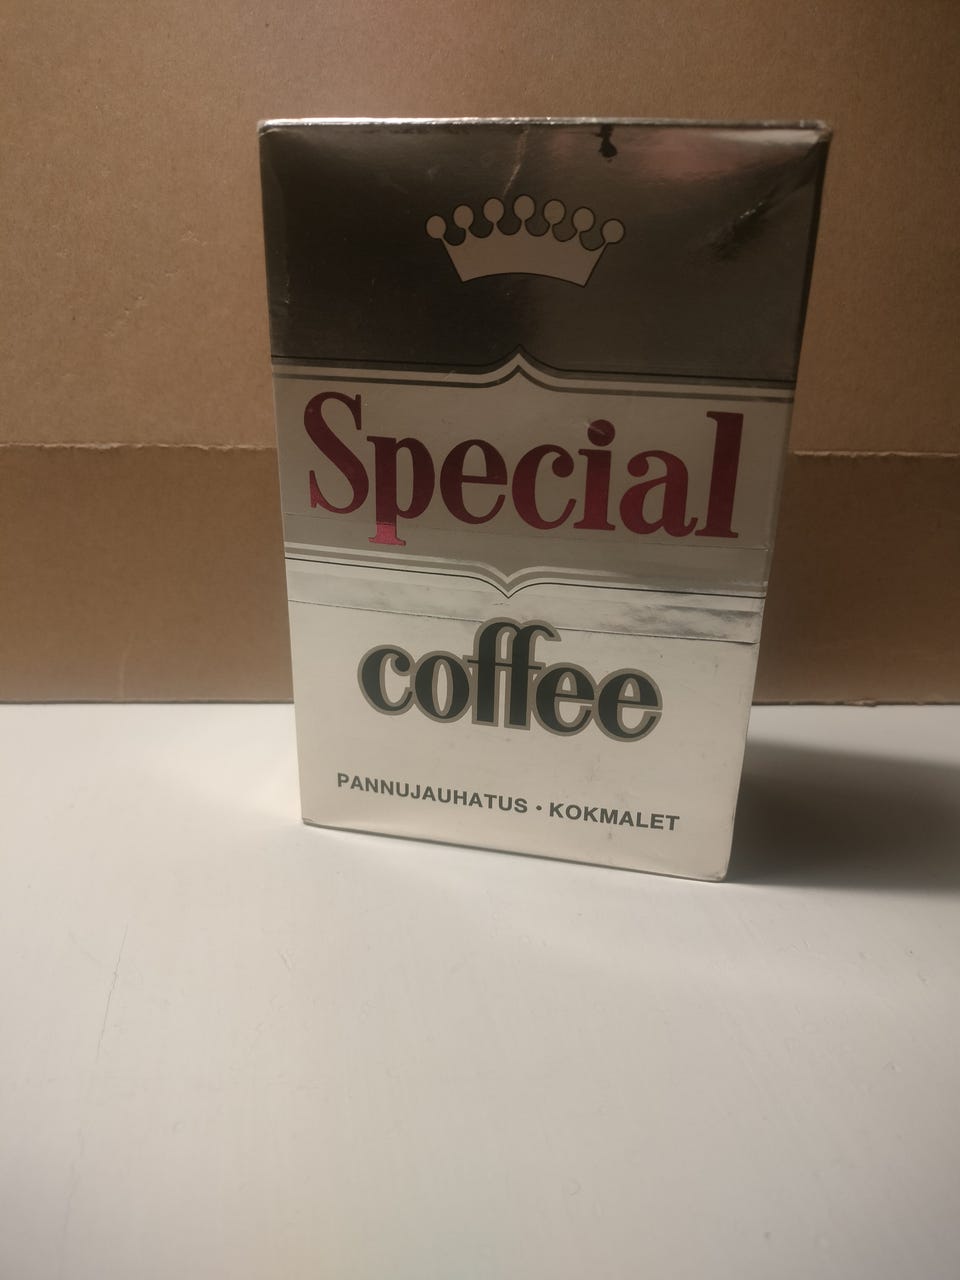 Special
coffee
PANNUJAUHATUS • KOKMALET